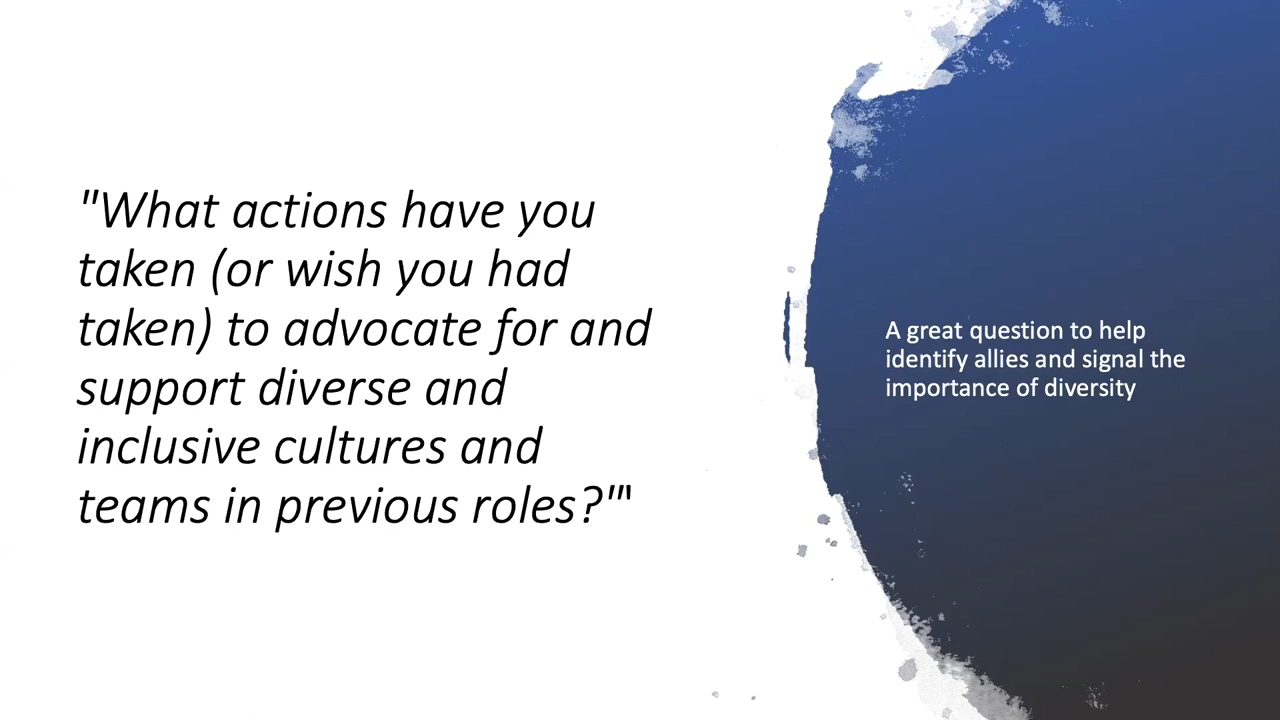 "What actions have you
taken (or wish you had
taken) to advocate for and
support diverse and
inclusive cultures and
teams in previous roles?'"
A great question to help
identify allies and signal the
importance of diversity